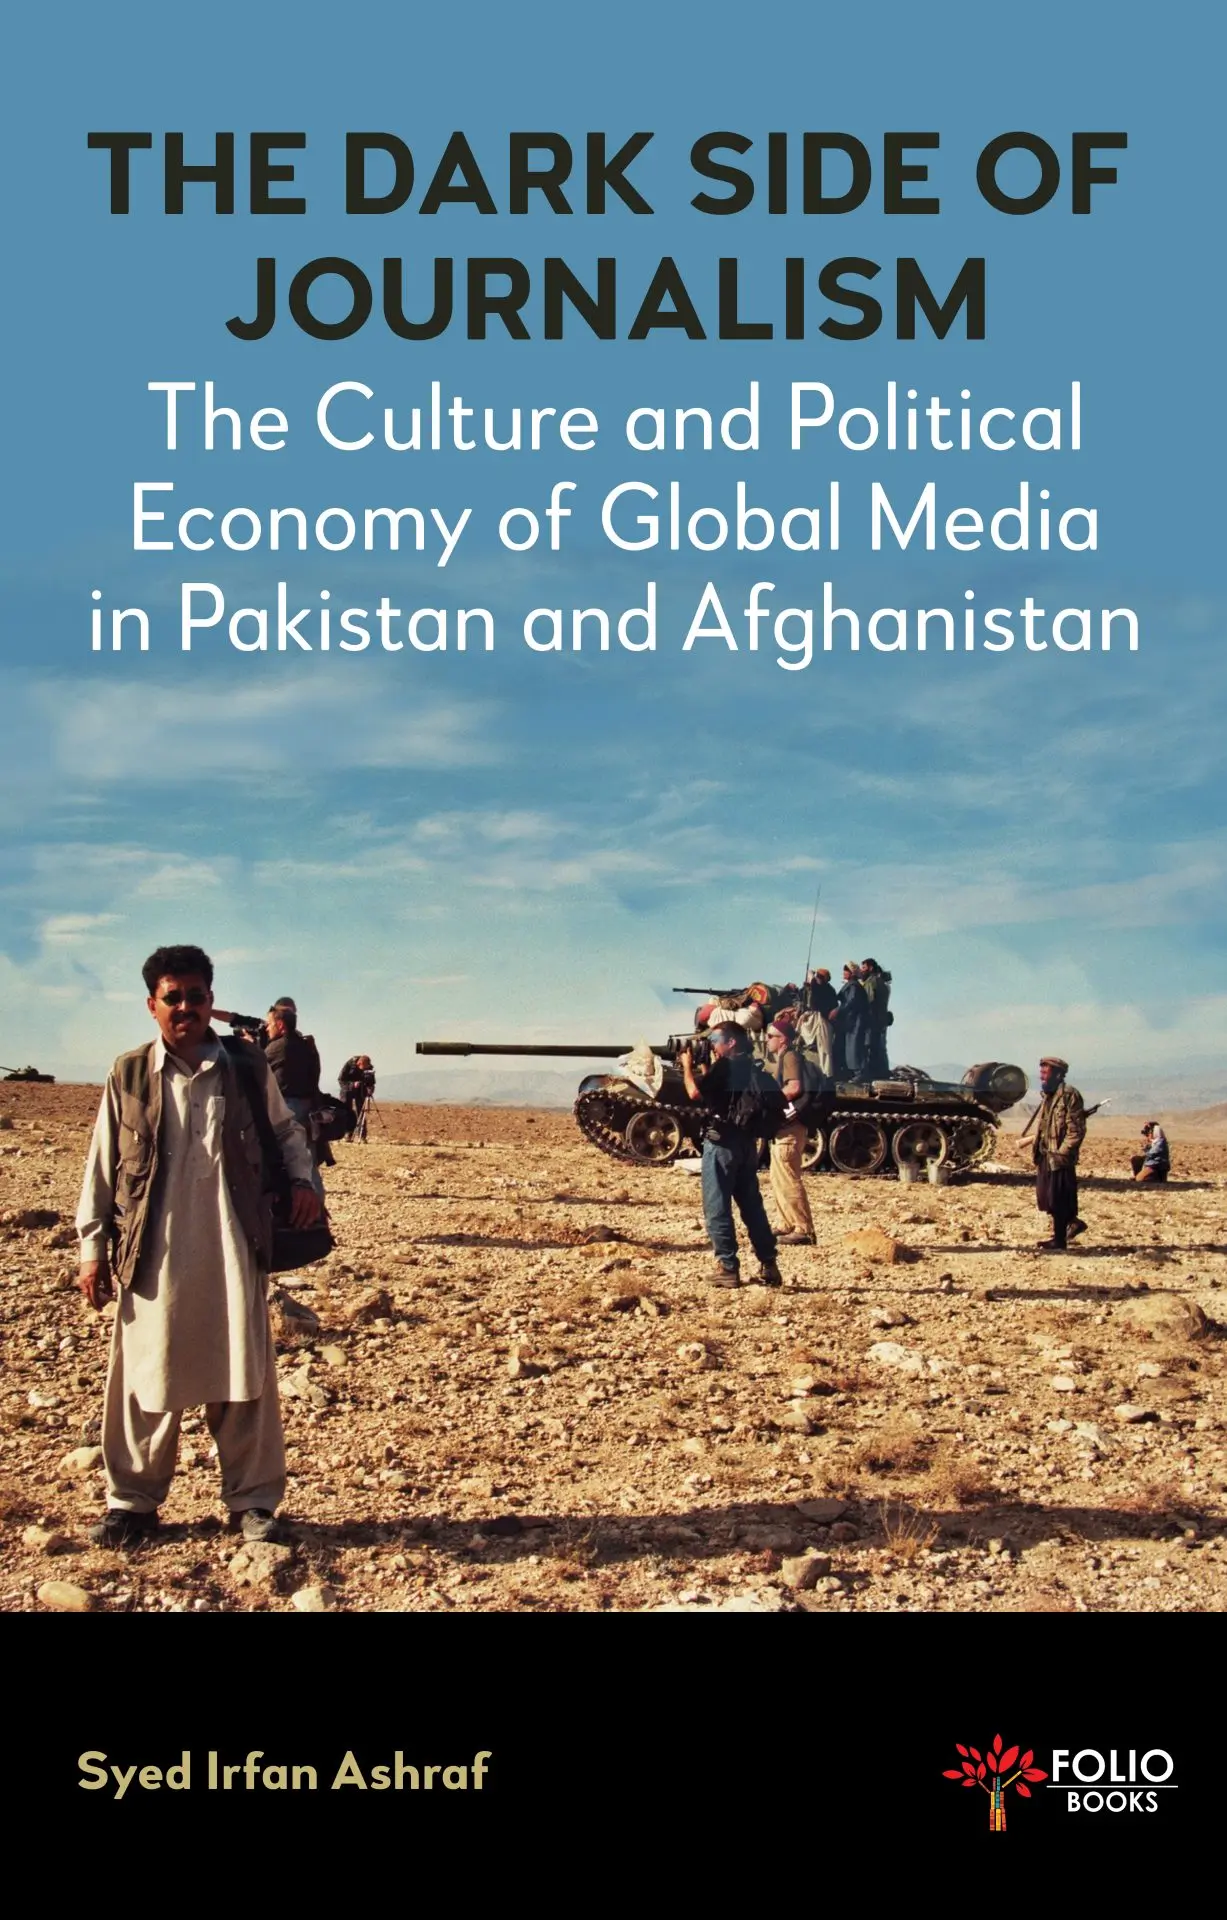 THE DARK SIDE OF
JOURNALISM
The Culture and Political
Economy of Global Media
in Pakistan and Afghanistan
Syed Irfan Ashraf
FOLIO
BOOKS